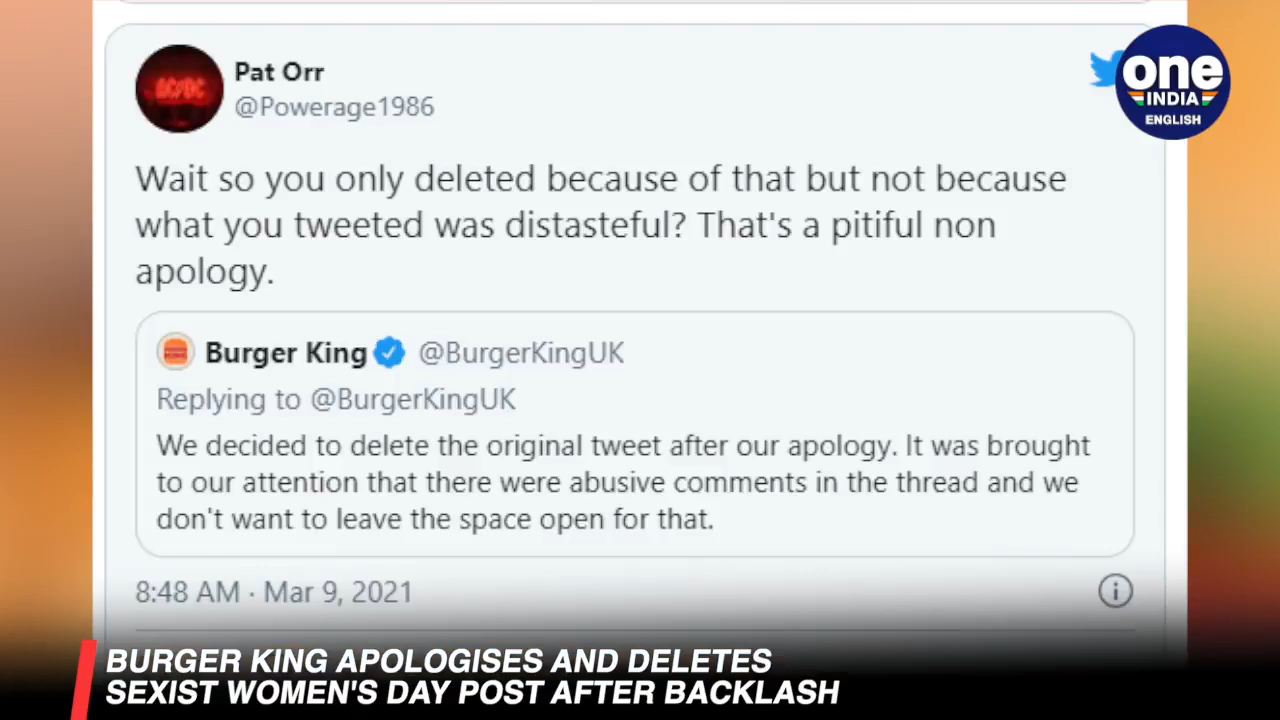 AC/DC
Pat Orr
@Powerage1986
one
INDIA
ENGLISH
Wait so you only deleted because of that but not because
what you tweeted was distasteful? That's a pitiful non
apology.
Burger King @BurgerKingUK
Replying to @BurgerKingUK
We decided to delete the original tweet after our apology. It was brought
to our attention that there were abusive comments in the thread and we
don't want to leave the space open for that.
8:48 AM · Mar 9, 2021
BURGER KING APOLOGISES AND DELETES
SEXIST WOMEN'S DAY POST AFTER BACKLASH